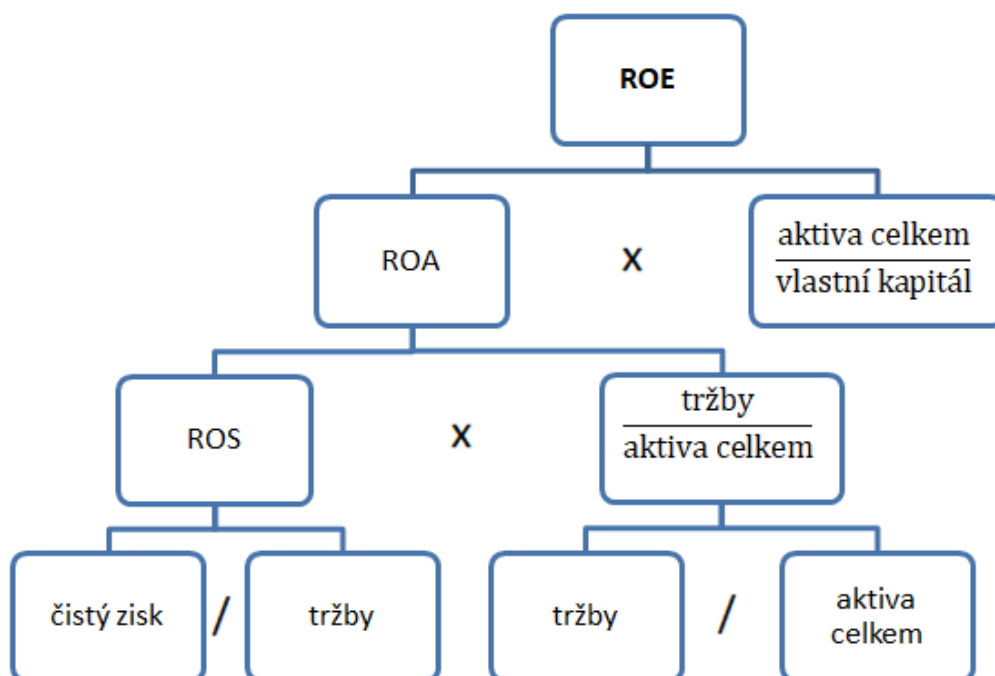 ROE
ROA
x
aktiva celkem
vlastní kapitál
ROS
x
tržby
aktiva celkem
čistý zisk
/
tržby
tržby
/
aktiva
celkem